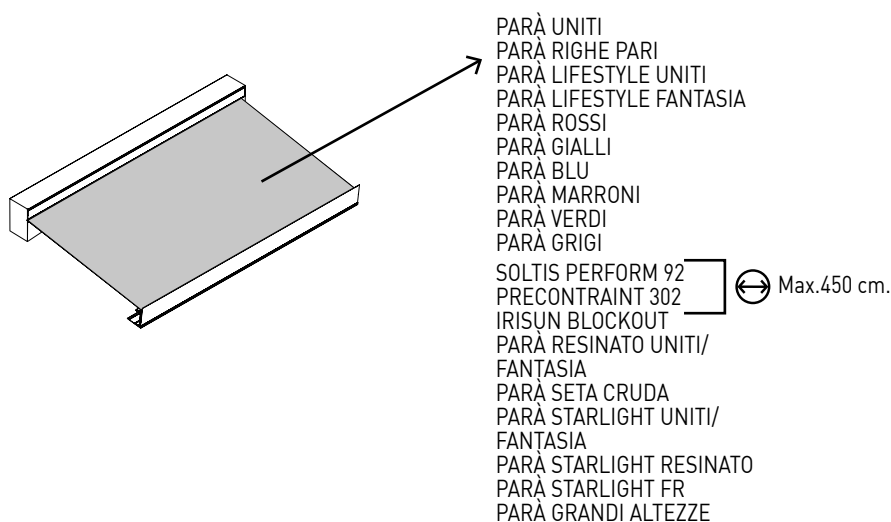 PARÀ UNITI
PARÀ RIGHE PARI
PARÀ LIFESTYLE UNITI
PARÀ LIFESTYLE FANTASIA
PARÀ ROSSI
PARÀ GIALLI
PARÀ BLU
PARÀ MARRONI
PARÀ VERDI
PARÀ GRIGI
SOLTIS PERFORM 92
PRECONTRAINT 302
Max.450 cm.
IRISUN BLOCKOUT
PARÀ RESINATO UNITI/
FANTASIA
PARÀ SETA CRUDA
PARÀ STARLIGHT UNITI/
FANTASIA
PARÀ STARLIGHT RESINATO
PARÀ STARLIGHT FR
PARÀ GRANDI ALTEZZE